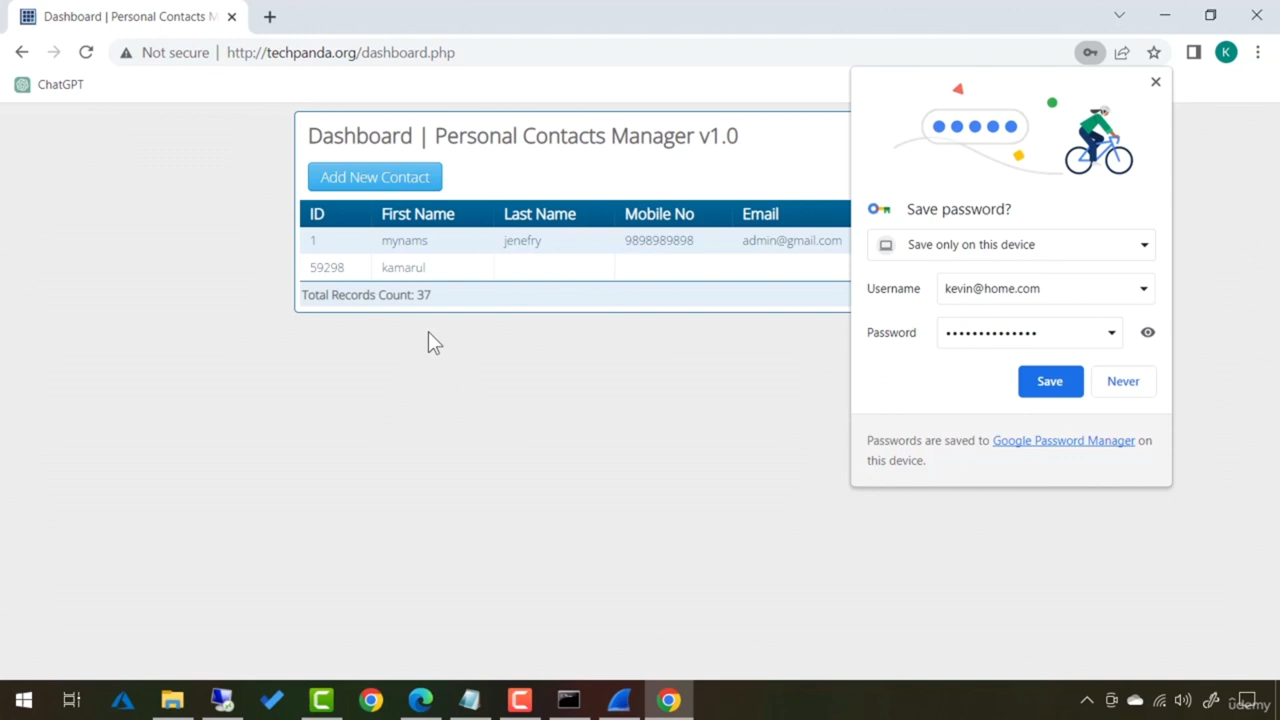 Dashboard | Personal Contacts M
Not secure | http://techpanda.org/dashboard.php
K
ChatGPT
Dashboard | Personal Contacts Manager v1.0
Add New Contact
ID First Name Last Name Mobile No Email
1 mynams jenefry 9898989898 admin@gmail.com
59298 kamarul
Total Records Count: 37
Save password?
Save only on this device
Username kevin@home.com
Password ••••••••••••••
Save Never
Passwords are saved to Google Password Manager on
this device.
udemy